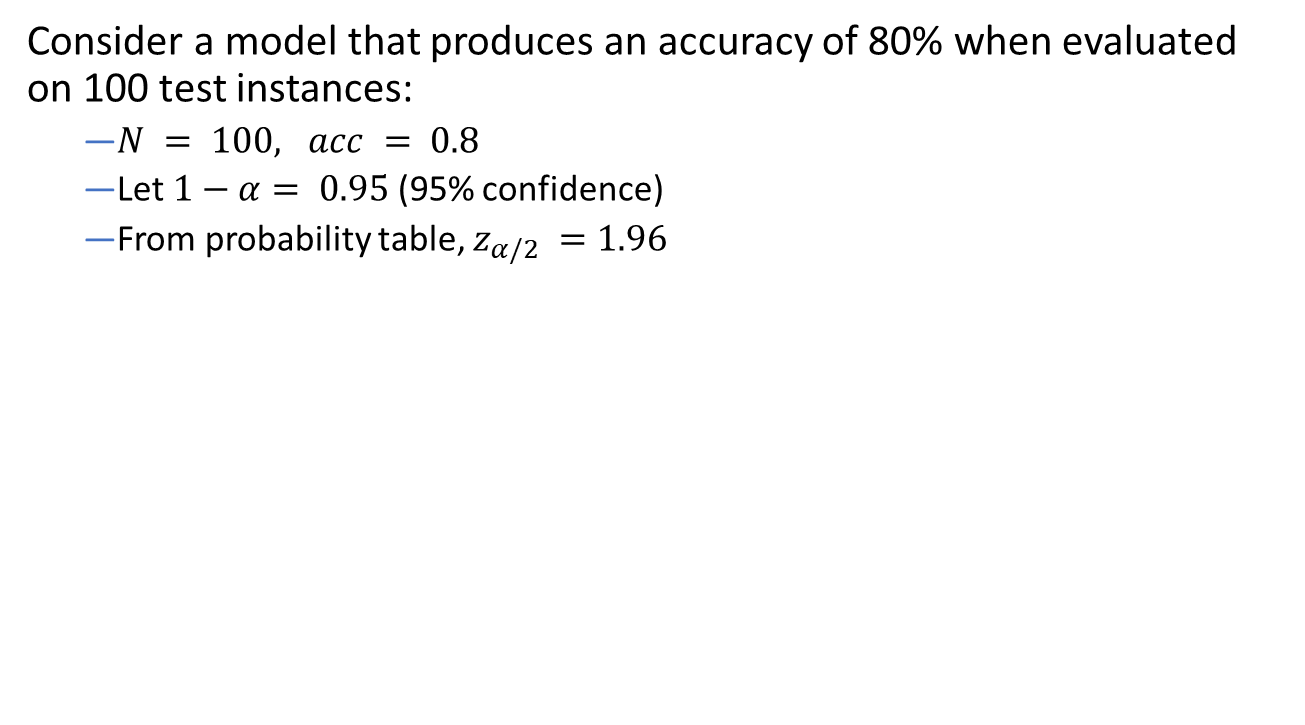 Consider a model that produces an accuracy of 80% when evaluated
on 100 test instances:
—N = 100, acc = 0.8
—Let 1 − α = 0.95 (95% confidence)
—From probability table, zα/2 = 1.96